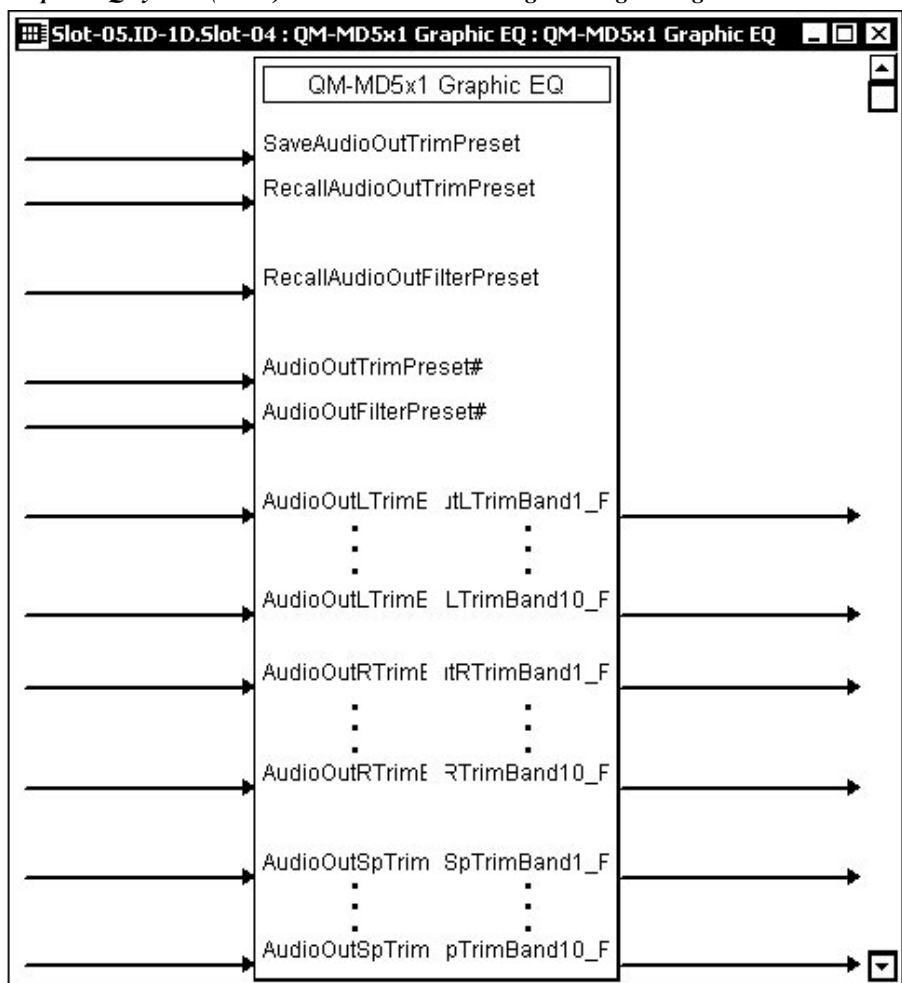 Slot-05.ID-1D.Slot-04 : QM-MD5x1 Graphic EQ : QM-MD5x1 Graphic EQ
QM-MD5x1 Graphic EQ
SaveAudioOutTrimPreset
RecallAudioOutTrimPreset
RecallAudioOutFilterPreset
AudioOutTrimPreset#
AudioOutFilterPreset#
AudioOutLTrimE utLTrimBand1_F
AudioOutLTrimE LTrimBand10_F
AudioOutRTrimE utRTrimBand1_F
AudioOutRTrimE RTrimBand10_F
AudioOutSpTrim SpTrimBand1_F
AudioOutSpTrim pTrimBand10_F